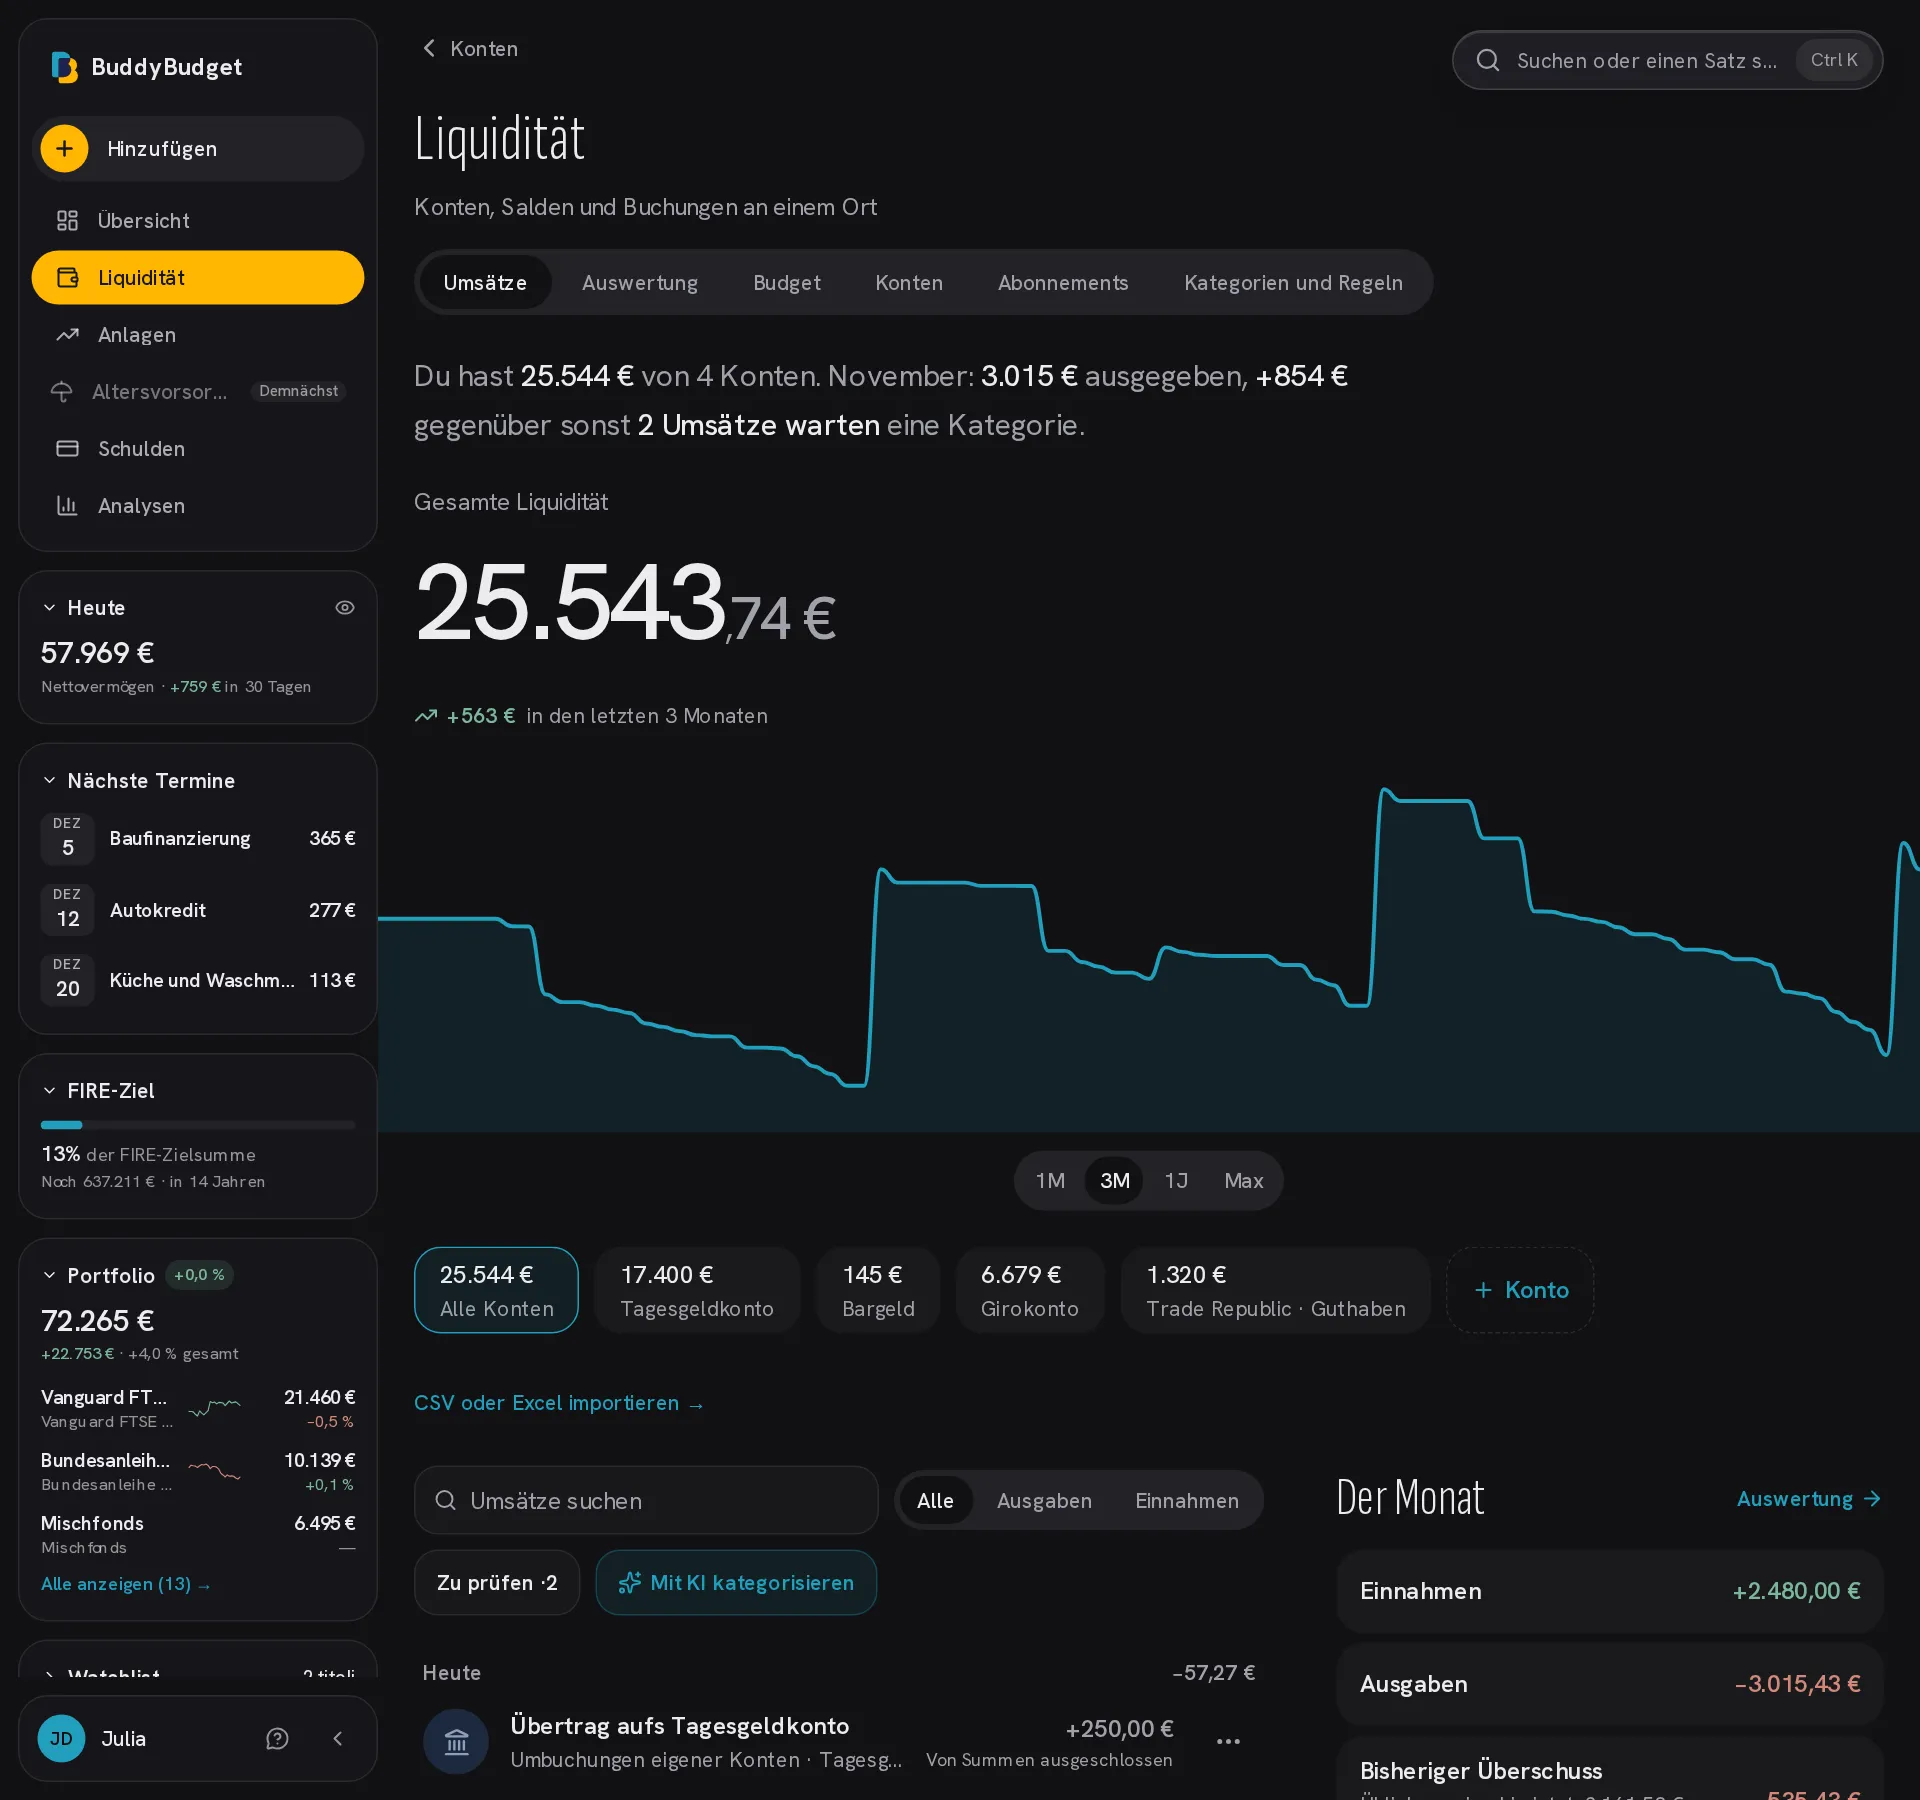 BuddyBudget
Hinzufügen
Übersicht
Liquidität
Anlagen
Altersvorsor... Demnächst
Schulden
Analysen
Heute
57.969 €
Nettovermögen · +759 € in 30 Tagen
Nächste Termine
DEZ
5
Baufinanzierung 365 €
DEZ
12
Autokredit 277 €
DEZ
20
Küche und Waschm... 113 €
FIRE-Ziel
13% der FIRE-Zielsumme
Noch 637.211 € · in 14 Jahren
Portfolio +0,0 %
72.265 €
+22.753 € · +4,0 % gesamt
Vanguard FT... 21.460 €
Vanguard FTSE ... -0,5 %
Bundesanleih... 10.139 €
Bundesanleihe ... +0,1 %
Mischfonds 6.495 €
Mischfonds —
Alle anzeigen (13) →
Watchlist 2 titoli
JD Julia
Konten
Suchen oder einen Satz s... Ctrl K
Liquidität
Konten, Salden und Buchungen an einem Ort
Umsätze Auswertung Budget Konten Abonnements Kategorien und Regeln
Du hast 25.544 € von 4 Konten. November: 3.015 € ausgegeben, +854 €
gegenüber sonst 2 Umsätze warten eine Kategorie.
Gesamte Liquidität
25.543,74 €
+563 € in den letzten 3 Monaten
1M 3M 1J Max
25.544 €
Alle Konten
17.400 €
Tagesgeldkonto
145 €
Bargeld
6.679 €
Girokonto
1.320 €
Trade Republic · Guthaben
+ Konto
CSV oder Excel importieren →
Umsätze suchen
Alle Ausgaben Einnahmen
Zu prüfen ·2
Mit KI kategorisieren
Heute -57,27 €
Übertrag aufs Tagesgeldkonto +250,00 €
Umbuchungen eigener Konten · Tagesg... Von Summen ausgeschlossen
Der Monat Auswertung →
Einnahmen +2.480,00 €
Ausgaben -3.015,43 €
Bisheriger Überschuss